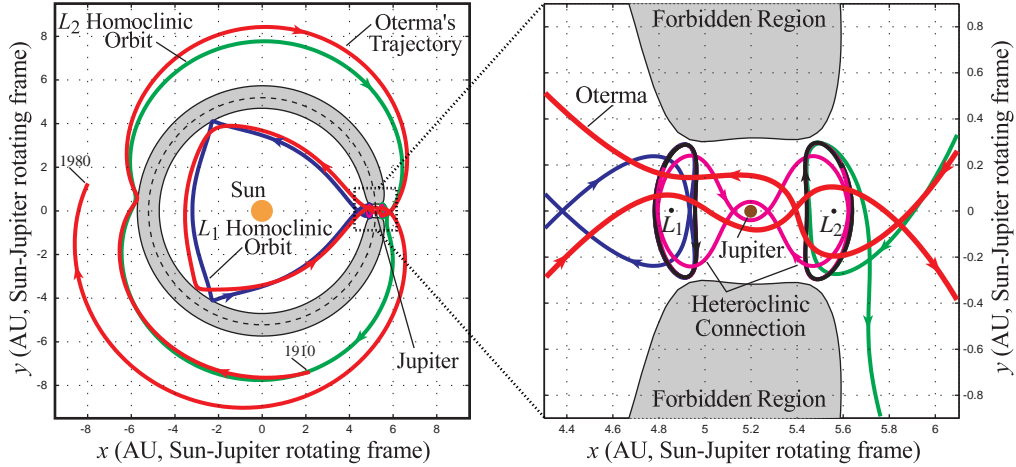 L2 Homoclinic
Orbit
Oterma's
Trajectory
1980
Sun
L1 Homoclinic
Orbit
1910
Jupiter
8
6
4
2
0
-2
-4
-6
-8
-8 -6 -4 -2 0 2 4 6 8
y (AU, Sun-Jupiter rotating frame)
x (AU, Sun-Jupiter rotating frame)
Forbidden Region
Oterma
L1
Jupiter
L2
Heteroclinic
Connection
Forbidden Region
0.8
0.6
0.4
0.2
0
-0.2
-0.4
-0.6
-0.8
4.4 4.6 4.8 5 5.2 5.4 5.6 5.8 6
y (AU, Sun-Jupiter rotating frame)
x (AU, Sun-Jupiter rotating frame)